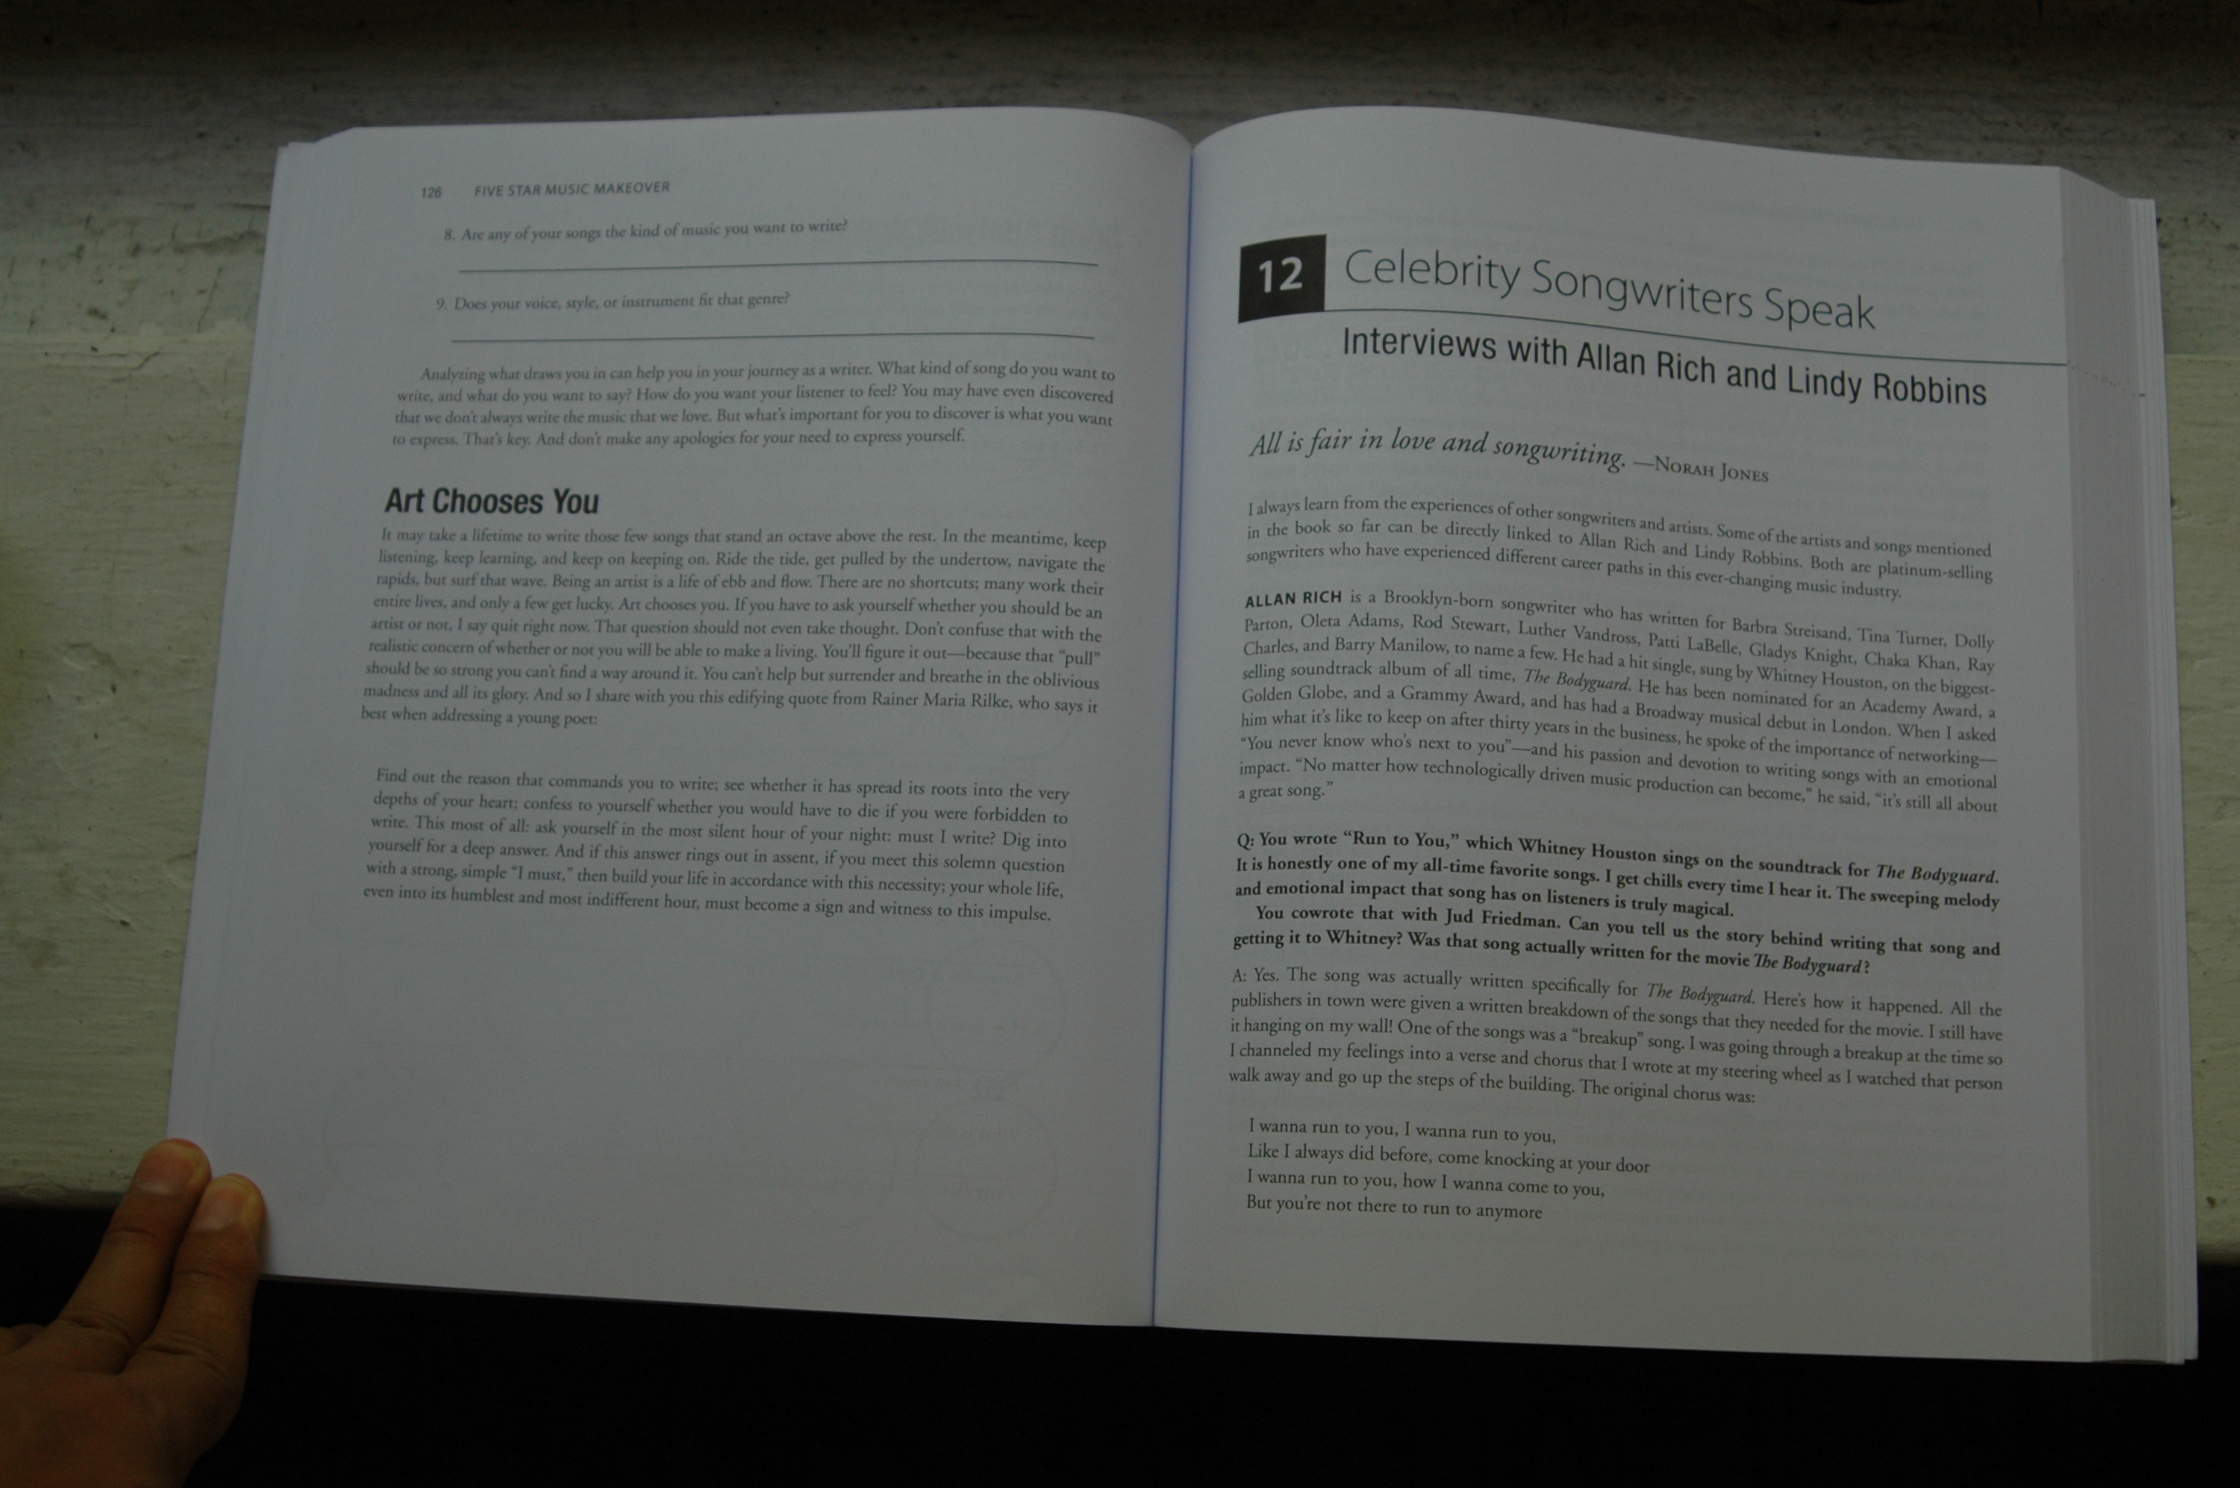 126 FIVE STAR MUSIC MAKEOVER
8. Are any of your songs the kind of music you want to write?
9. Does your voice, style, or instrument fit that genre?
Analyzing what draws you in can help you in your journey as a writer. What kind of song do you want to
write, and what do you want to say? How do you want your listener to feel? You may have even discovered
that we don't always write the music that we love. But what's important for you to discover is what you want
to express. That's key. And don't make any apologies for your need to express yourself.
Art Chooses You
It may take a lifetime to write those few songs that stand an octave above the rest. In the meantime, keep
listening, keep learning, and keep on keeping on. Ride the tide, get pulled by the undertow, navigate the
rapids, but surf that wave. Being an artist is a life of ebb and flow. There are no shortcuts; many work their
entire lives, and only a few get lucky. Art chooses you. If you have to ask yourself whether you should be an
artist or not, I say quit right now. That question should not even take thought. Don't confuse that with the
realistic concern of whether or not you will be able to make a living. You'll figure it out—because that "pull"
should be so strong you can't find a way around it. You can't help but surrender and breathe in the oblivious
madness and all its glory. And so I share with you this edifying quote from Rainer Maria Rilke, who says it
best when addressing a young poet:
Find out the reason that commands you to write; see whether it has spread its roots into the very
depths of your heart; confess to yourself whether you would have to die if you were forbidden to
write. This most of all: ask yourself in the most silent hour of your night: must I write? Dig into
yourself for a deep answer. And if this answer rings out in assent, if you meet this solemn question
with a strong, simple "I must," then build your life in accordance with this necessity; your whole life,
even into its humblest and most indifferent hour, must become a sign and witness to this impulse.
12 Celebrity Songwriters Speak
Interviews with Allan Rich and Lindy Robbins
All is fair in love and songwriting. —NORAH JONES
I always learn from the experiences of other songwriters and artists. Some of the artists and songs mentioned
in the book so far can be directly linked to Allan Rich and Lindy Robbins. Both are platinum-selling
songwriters who have experienced different career paths in this ever-changing music industry.
ALLAN RICH is a Brooklyn-born songwriter who has written for Barbra Streisand, Tina Turner, Dolly
Parton, Oleta Adams, Rod Stewart, Luther Vandross, Patti LaBelle, Gladys Knight, Chaka Khan, Ray
Charles, and Barry Manilow, to name a few. He had a hit single, sung by Whitney Houston, on the biggest-
selling soundtrack album of all time, The Bodyguard. He has been nominated for an Academy Award, a
Golden Globe, and a Grammy Award, and has had a Broadway musical debut in London. When I asked
him what it's like to keep on after thirty years in the business, he spoke of the importance of networking—
"You never know who's next to you"—and his passion and devotion to writing songs with an emotional
impact. "No matter how technologically driven music production can become," he said, "it's still all about
a great song."
Q: You wrote "Run to You," which Whitney Houston sings on the soundtrack for The Bodyguard.
It is honestly one of my all-time favorite songs. I get chills every time I hear it. The sweeping melody
and emotional impact that song has on listeners is truly magical.
You cowrote that with Jud Friedman. Can you tell us the story behind writing that song and
getting it to Whitney? Was that song actually written for the movie The Bodyguard?
A: Yes. The song was actually written specifically for The Bodyguard. Here's how it happened. All the
publishers in town were given a written breakdown of the songs that they needed for the movie. I still have
it hanging on my wall! One of the songs was a "breakup" song. I was going through a breakup at the time so
I channeled my feelings into a verse and chorus that I wrote at my steering wheel as I watched that person
walk away and go up the steps of the building. The original chorus was:
I wanna run to you, I wanna run to you,
Like I always did before, come knocking at your door
I wanna run to you, how I wanna come to you,
But you're not there to run to anymore